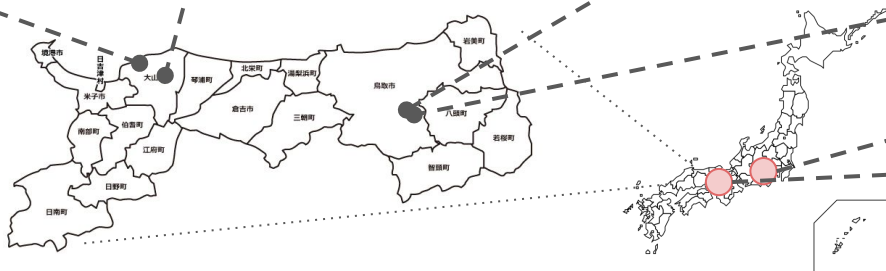 境港市
日吉津村
米子市
大山
琴浦町
北栄町
湯梨浜町
倉吉市
三朝町
鳥取市
岩美町
八頭町
若桜町
智頭町
南部町
伯耆町
江府町
日野町
日南町